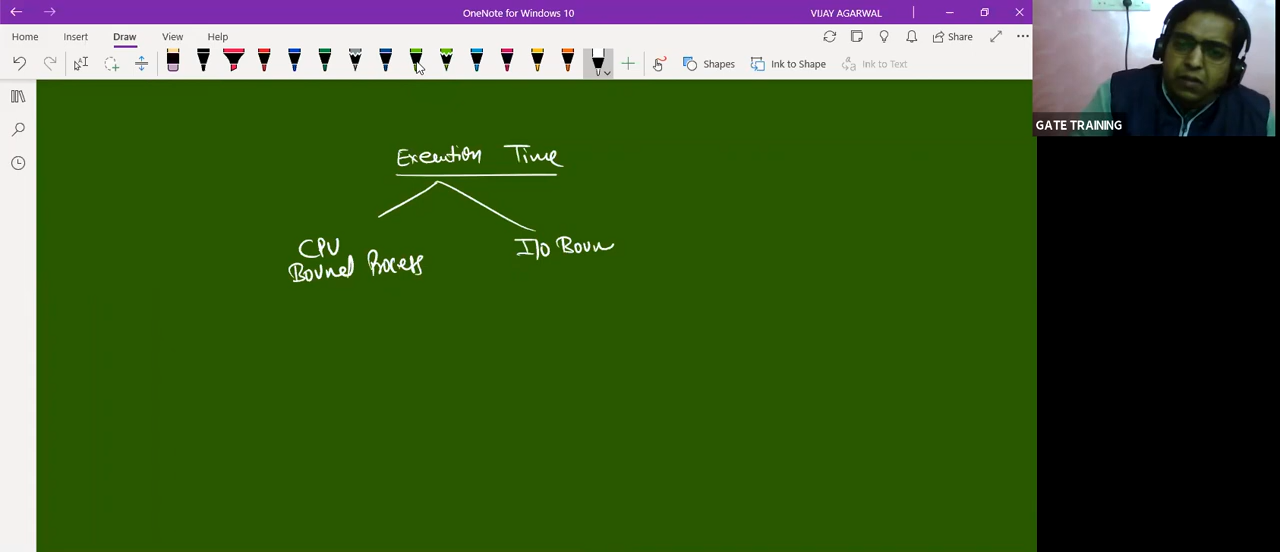 OneNote for Windows 10
VIJAY AGARWAL
Home Insert Draw View Help
Share
Shapes Ink to Shape Ink to Text
GATE TRAINING
Execution Time
CPU
Bound Process
I/O Boun